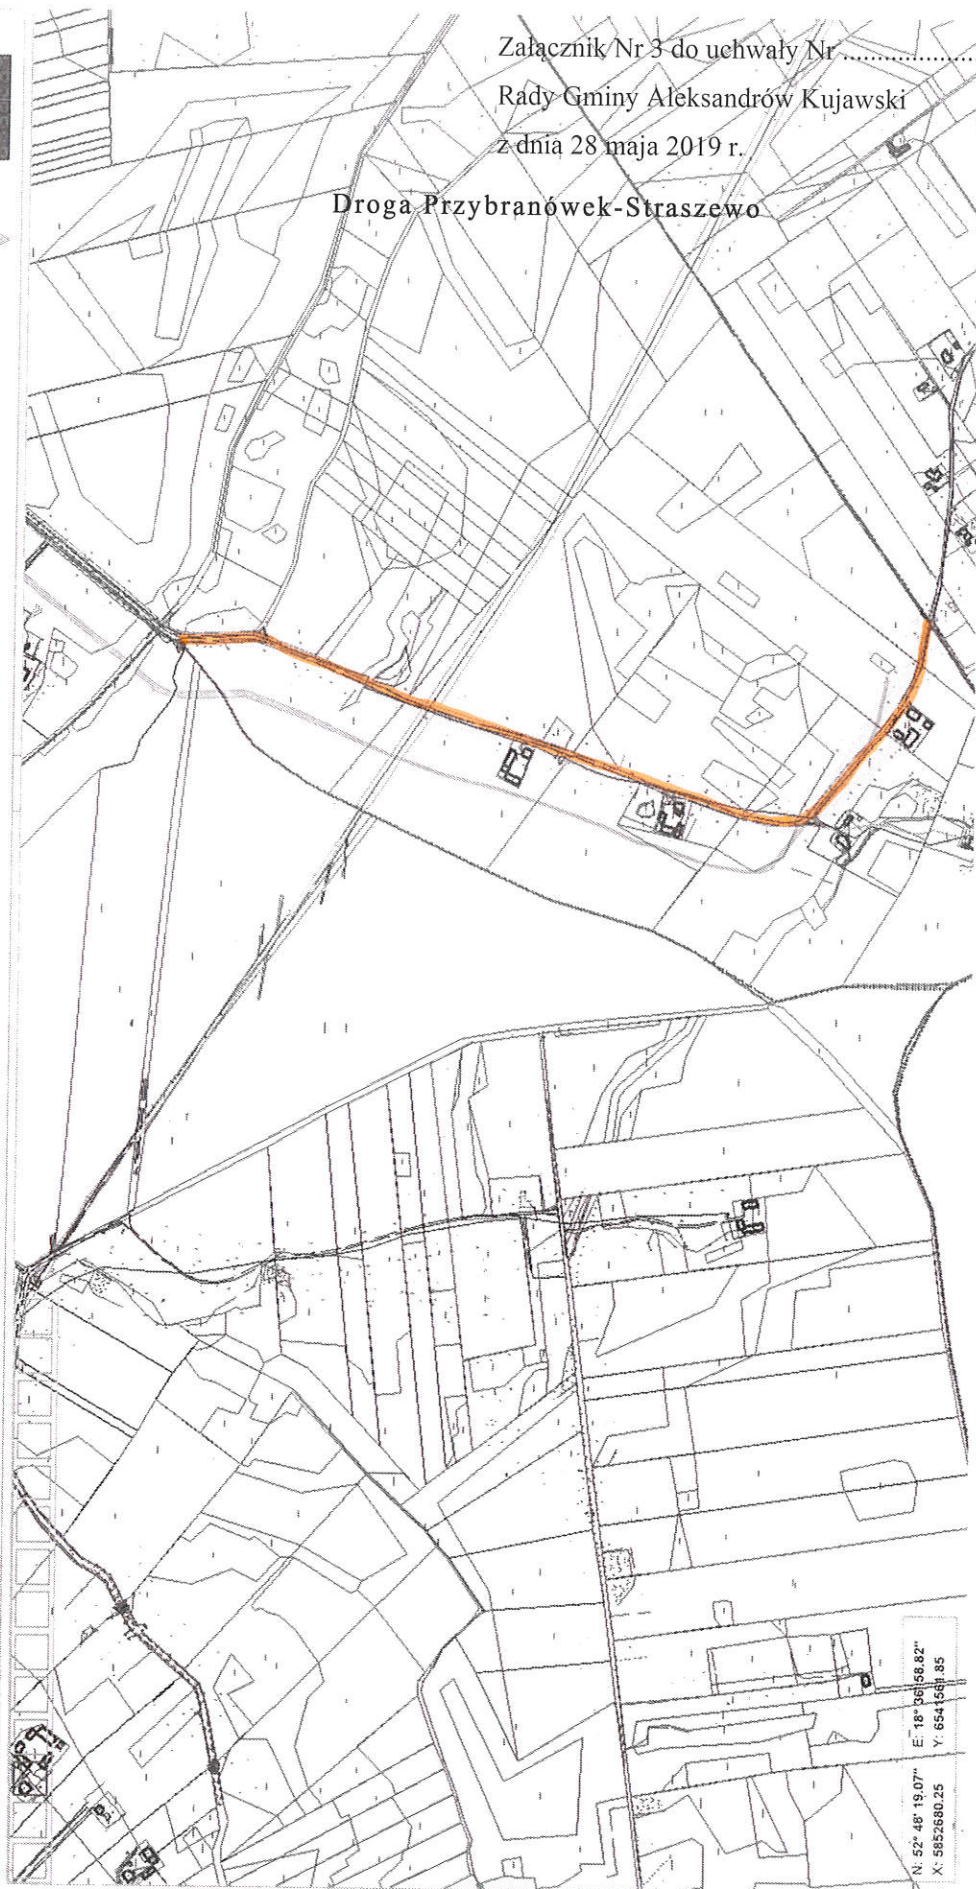 Załącznik Nr 3 do uchwały Nr ....................
Rady Gminy Aleksandrów Kujawski
z dnia 28 maja 2019 r.
Droga Przybranówek-Straszewo
N: 52° 48' 19.07" E: 18° 36' 58.82"
X: 5852680.25 Y: 6541561.85